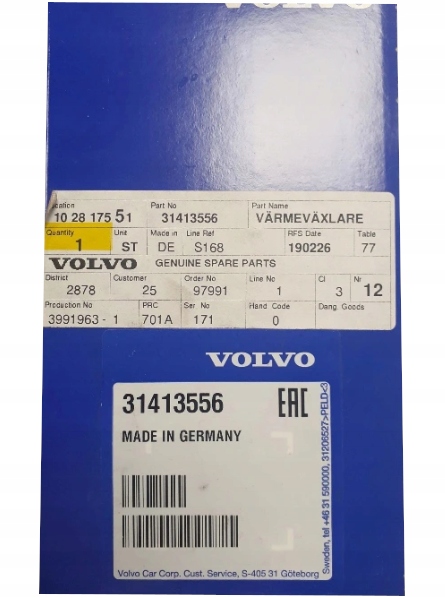 VOLVO
ocation Part No Part Name
10 28 175 51 31413556 VÄRMEVÄXLARE
Quantity Unit Made in Line Ref RFS Date Table
1 ST DE S168 190226 77
VOLVO GENUINE SPARE PARTS
District Customer Order No Line No Cl Nr
2878 25 97991 1 3 12
Production No PRC Ser No Hand Code Dang. Goods
3991963 - 1 701A 171 0
VOLVO
31413556 EAC
MADE IN GERMANY
Volvo Car Corp. Cust. Service, S-405 31 Göteborg
Sweden, tel +46 31 590000, 31206527>PELD<3